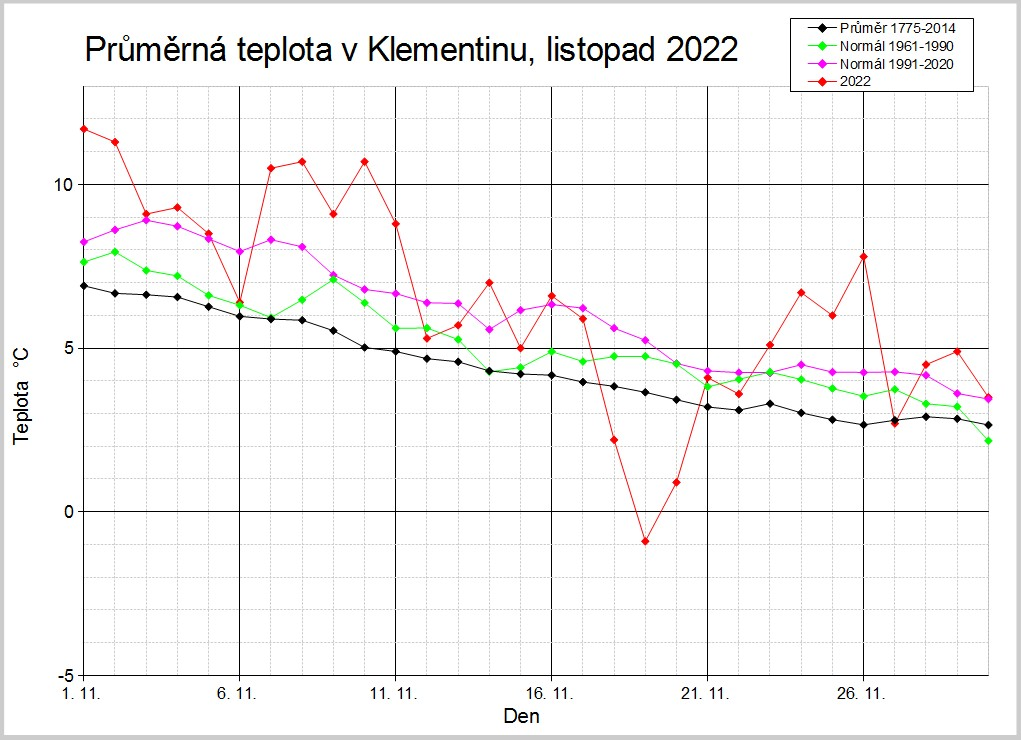 Průměrná teplota v Klementinu, listopad 2022
Průměr 1775-2014
Normál 1961-1990
Normál 1991-2020
2022
10
5
0
-5
Teplota °C
1. 11.
6. 11.
11. 11.
16. 11.
21. 11.
26. 11.
Den